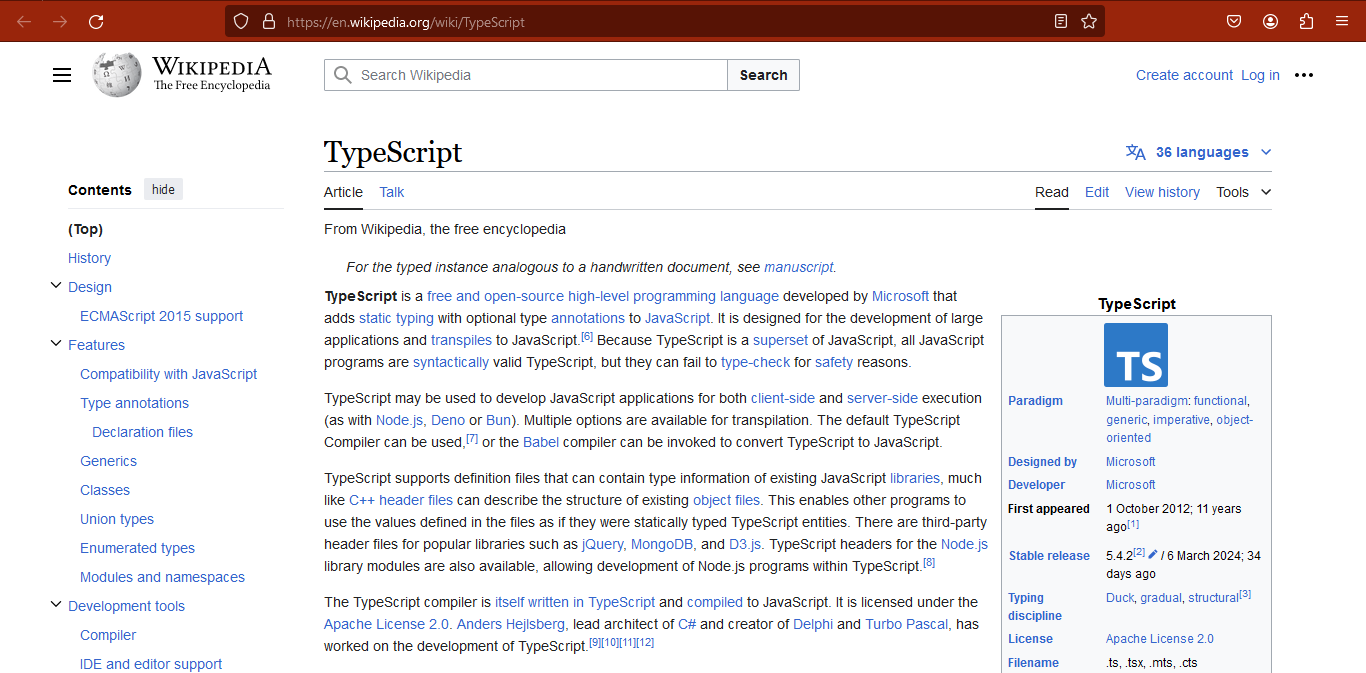 https://en.wikipedia.org/wiki/TypeScript
WIKIPEDIA
The Free Encyclopedia
Search Wikipedia
Search
Create account Log in
TypeScript
36 languages
Contents hide
Article Talk
Read Edit View history Tools
(Top)
History
Design
ECMAScript 2015 support
Features
Compatibility with JavaScript
Type annotations
Declaration files
Generics
Classes
Union types
Enumerated types
Modules and namespaces
Development tools
Compiler
IDE and editor support
From Wikipedia, the free encyclopedia
For the typed instance analogous to a handwritten document, see manuscript.
TypeScript is a free and open-source high-level programming language developed by Microsoft that
adds static typing with optional type annotations to JavaScript. It is designed for the development of large
applications and transpiles to JavaScript.[6] Because TypeScript is a superset of JavaScript, all JavaScript
programs are syntactically valid TypeScript, but they can fail to type-check for safety reasons.
TypeScript may be used to develop JavaScript applications for both client-side and server-side execution
(as with Node.js, Deno or Bun). Multiple options are available for transpilation. The default TypeScript
Compiler can be used,[7] or the Babel compiler can be invoked to convert TypeScript to JavaScript.
TypeScript supports definition files that can contain type information of existing JavaScript libraries, much
like C++ header files can describe the structure of existing object files. This enables other programs to
use the values defined in the files as if they were statically typed TypeScript entities. There are third-party
header files for popular libraries such as jQuery, MongoDB, and D3.js. TypeScript headers for the Node.js
library modules are also available, allowing development of Node.js programs within TypeScript.[8]
The TypeScript compiler is itself written in TypeScript and compiled to JavaScript. It is licensed under the
Apache License 2.0. Anders Hejlsberg, lead architect of C# and creator of Delphi and Turbo Pascal, has
worked on the development of TypeScript.[9][10][11][12]
TypeScript
TS
Paradigm Multi-paradigm: functional,
generic, imperative, object-
oriented
Designed by Microsoft
Developer Microsoft
First appeared 1 October 2012; 11 years
ago[1]
Stable release 5.4.2[2] / 6 March 2024; 34
days ago
Typing Duck, gradual, structural[3]
discipline
License Apache License 2.0
Filename .ts, .tsx, .mts, .cts